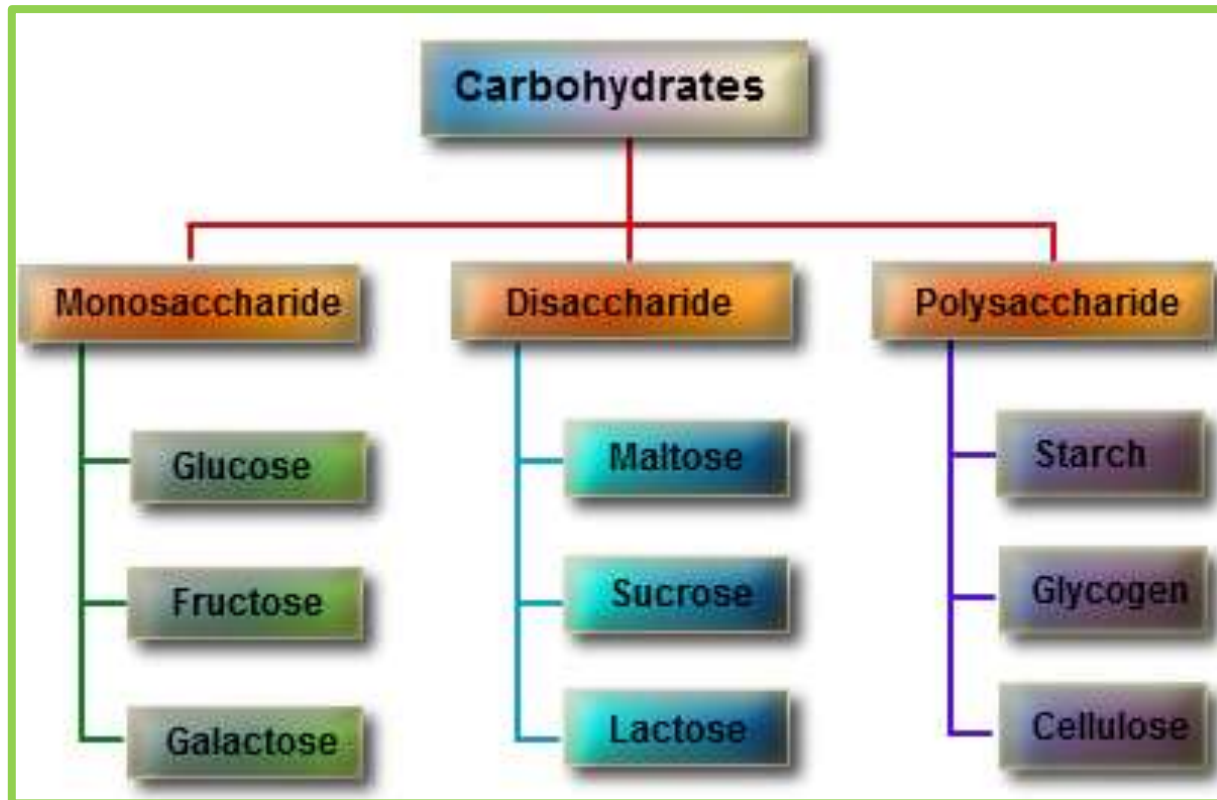 Carbohydrates
Monosaccharide
Disaccharide
Polysaccharide
Glucose
Fructose
Galactose
Maltose
Sucrose
Lactose
Starch
Glycogen
Cellulose